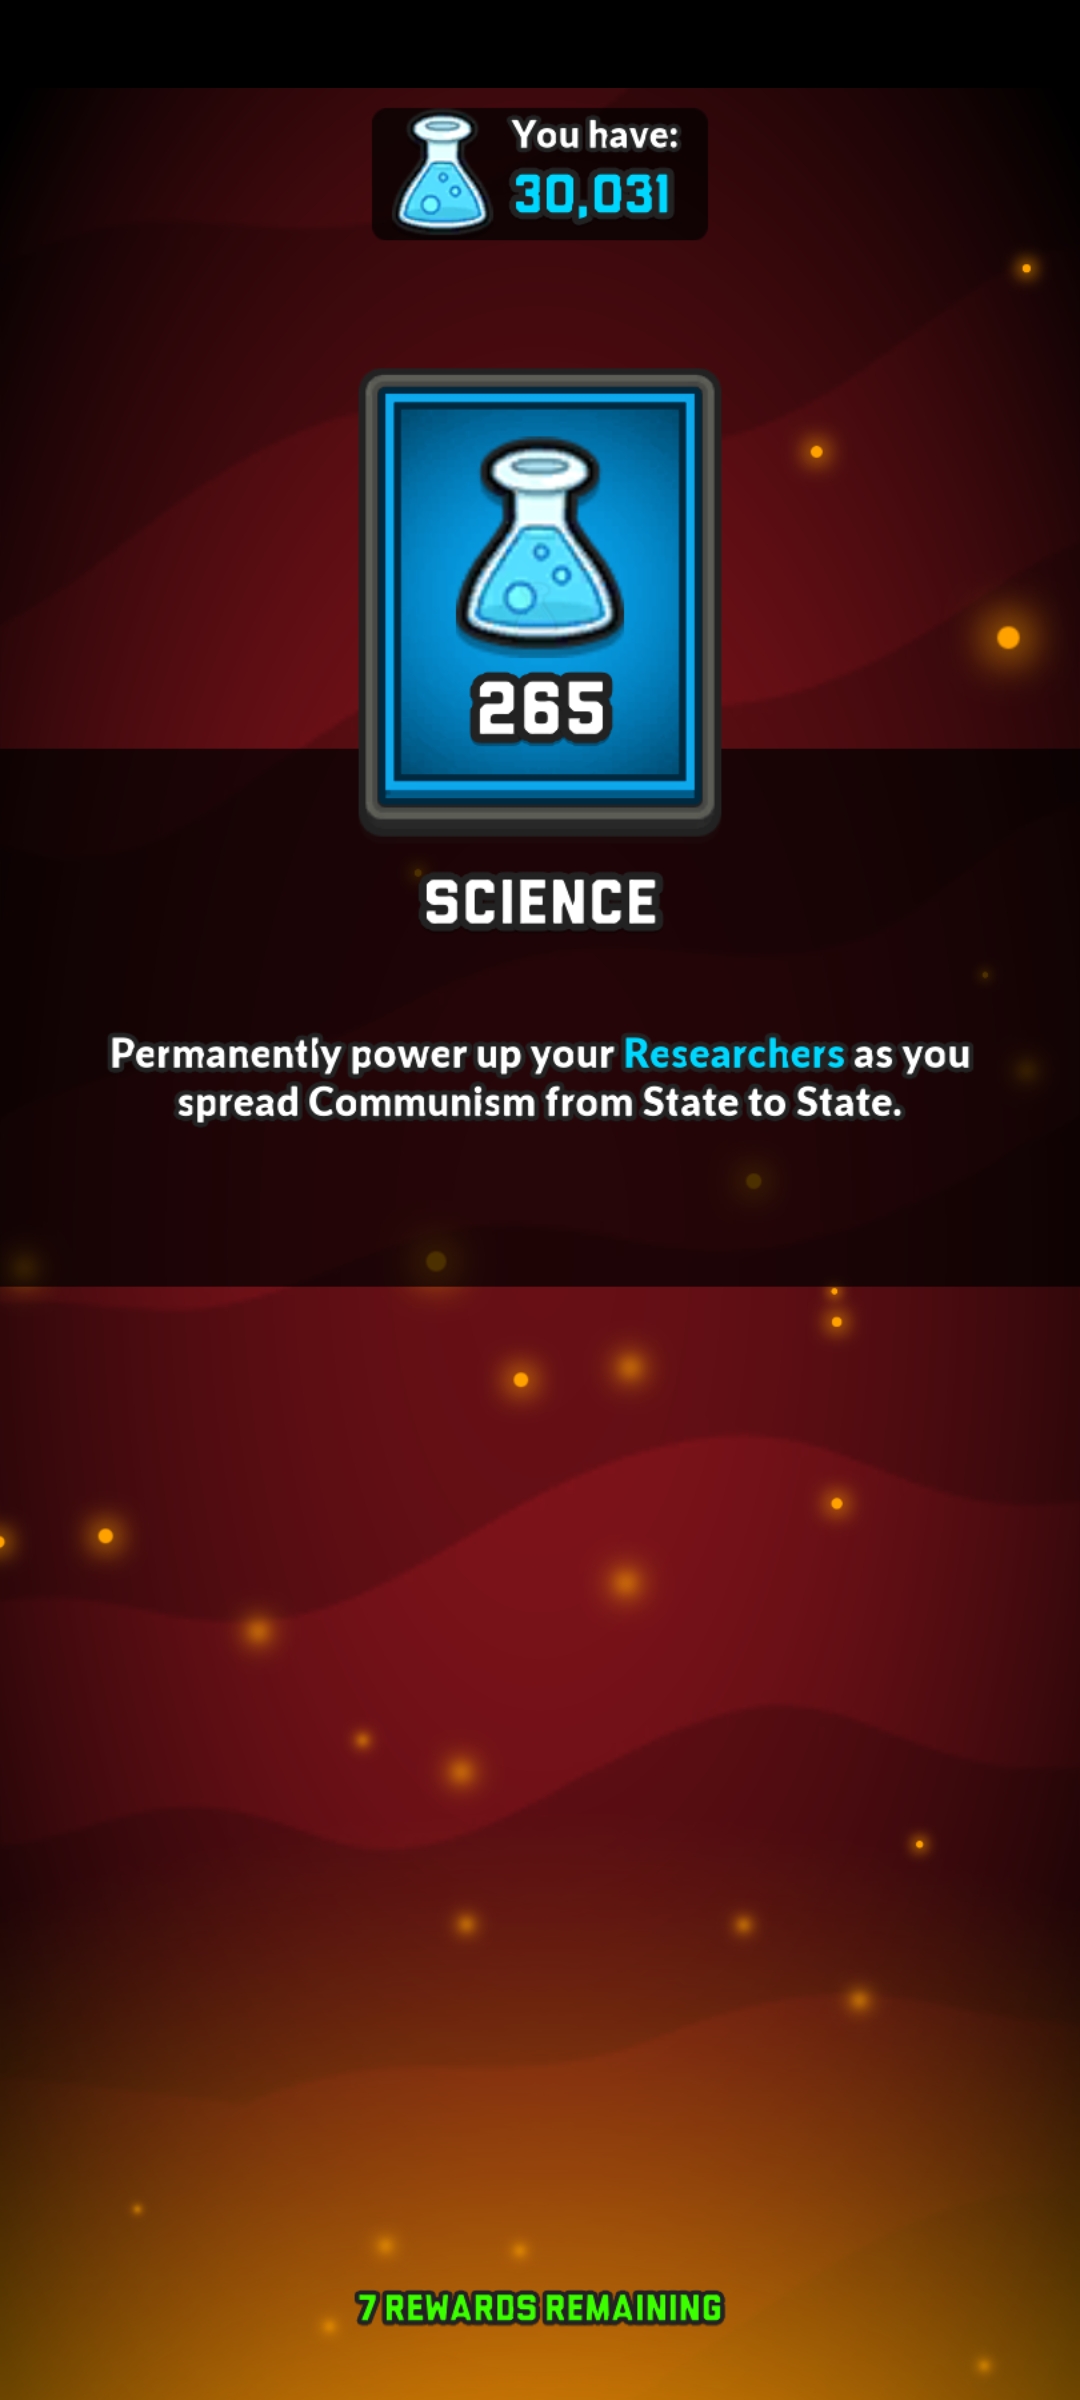 You have:
30,031
265
SCIENCE
Permanently power up your Researchers as you
spread Communism from State to State.
7 REWARDS REMAINING